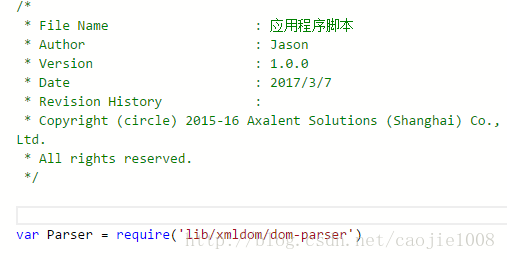 /*
* File Name : 应用程序脚本
* Author : Jason
* Version : 1.0.0
* Date : 2017/3/7
* Revision History :
* Copyright (circle) 2015-16 Axalent Solutions (Shanghai) Co.,
Ltd.
* All rights reserved.
*/
var Parser = require('lib/xmldom/dom-parser')
http://blog.csdn.net/caojie1008